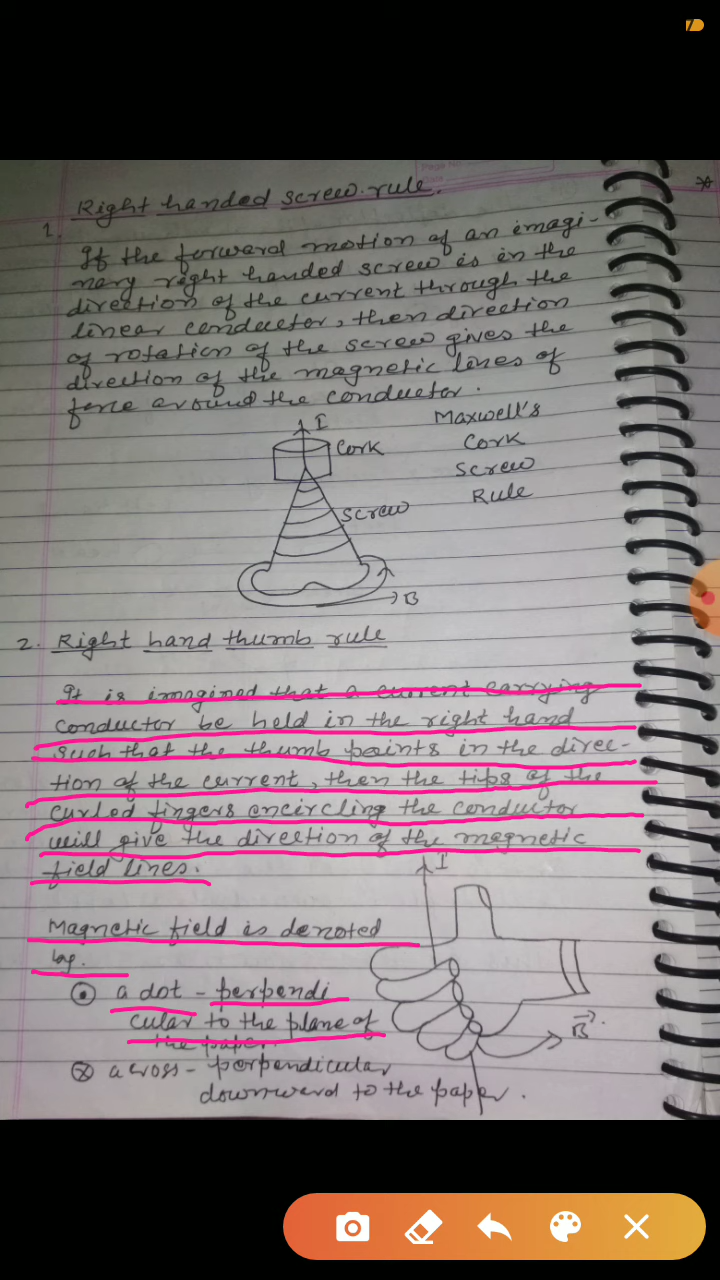 Right handed screw rule.
1.
If the forward motion of an imagi-
nary right handed screw is in the
direction of the current through the
linear conductor, then direction
of rotation of the screw gives the
direction of the magnetic lines of
force around the conductor.
I
Cork
Screw
B
Maxwell's
Cork
Screw
Rule
2. Right hand thumb rule
It is imagined that a current carrying
conductor be held in the right hand
such that the thumb points in the direc-
tion of the current, then the tips of the
curled fingers encircling the conductor
will give the direction of the magnetic
field lines.
I
Magnetic field is denoted
by.
⊙ a dot - perpendi
cular to the plane of
the paper.
B.
⊗ a cross - perpendicular
downward to the paper.